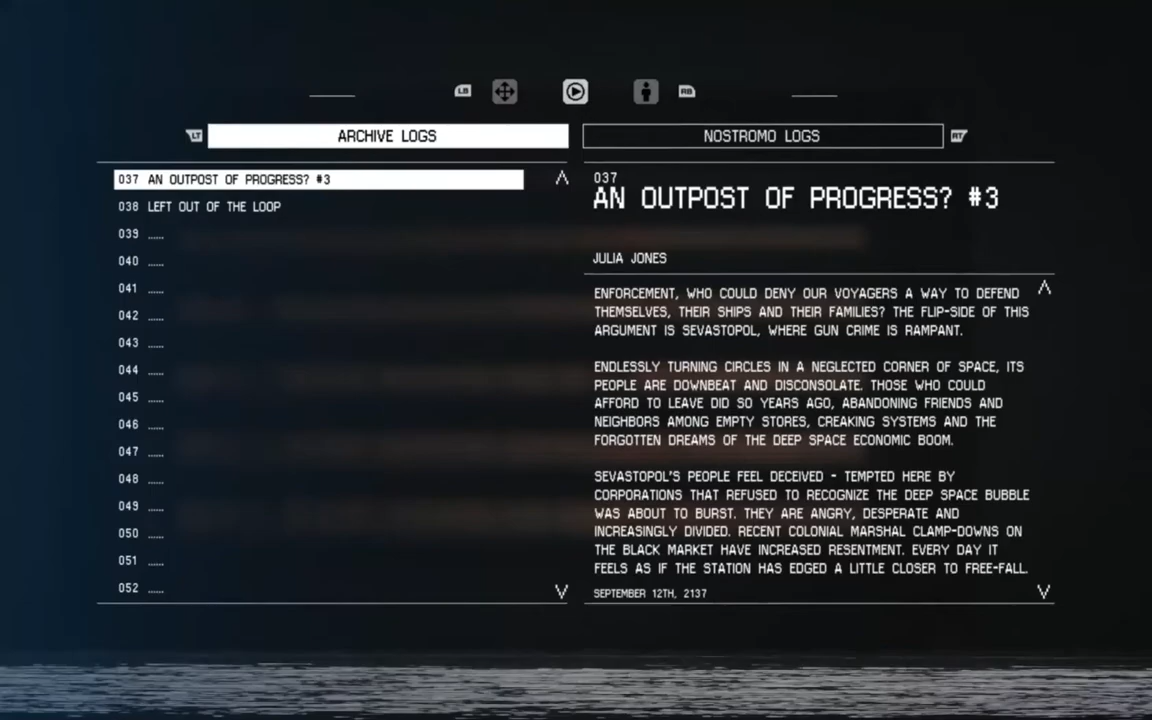 LB
RB
LT
ARCHIVE LOGS
NOSTROMO LOGS
RT
037 AN OUTPOST OF PROGRESS? #3
038 LEFT OUT OF THE LOOP
039 ......
040 ......
041 ......
042 ......
043 ......
044 ......
045 ......
046 ......
047 ......
048 ......
049 ......
050 ......
051 ......
052 ......
037
AN OUTPOST OF PROGRESS? #3
JULIA JONES
ENFORCEMENT, WHO COULD DENY OUR VOYAGERS A WAY TO DEFEND
THEMSELVES, THEIR SHIPS AND THEIR FAMILIES? THE FLIP-SIDE OF THIS
ARGUMENT IS SEVASTOPOL, WHERE GUN CRIME IS RAMPANT.
ENDLESSLY TURNING CIRCLES IN A NEGLECTED CORNER OF SPACE, ITS
PEOPLE ARE DOWNBEAT AND DISCONSOLATE. THOSE WHO COULD
AFFORD TO LEAVE DID SO YEARS AGO, ABANDONING FRIENDS AND
NEIGHBORS AMONG EMPTY STORES, CREAKING SYSTEMS AND THE
FORGOTTEN DREAMS OF THE DEEP SPACE ECONOMIC BOOM.
SEVASTOPOL'S PEOPLE FEEL DECEIVED - TEMPTED HERE BY
CORPORATIONS THAT REFUSED TO RECOGNIZE THE DEEP SPACE BUBBLE
WAS ABOUT TO BURST. THEY ARE ANGRY, DESPERATE AND
INCREASINGLY DIVIDED. RECENT COLONIAL MARSHAL CLAMP-DOWNS ON
THE BLACK MARKET HAVE INCREASED RESENTMENT. EVERY DAY IT
FEELS AS IF THE STATION HAS EDGED A LITTLE CLOSER TO FREE-FALL.
SEPTEMBER 12TH, 2137